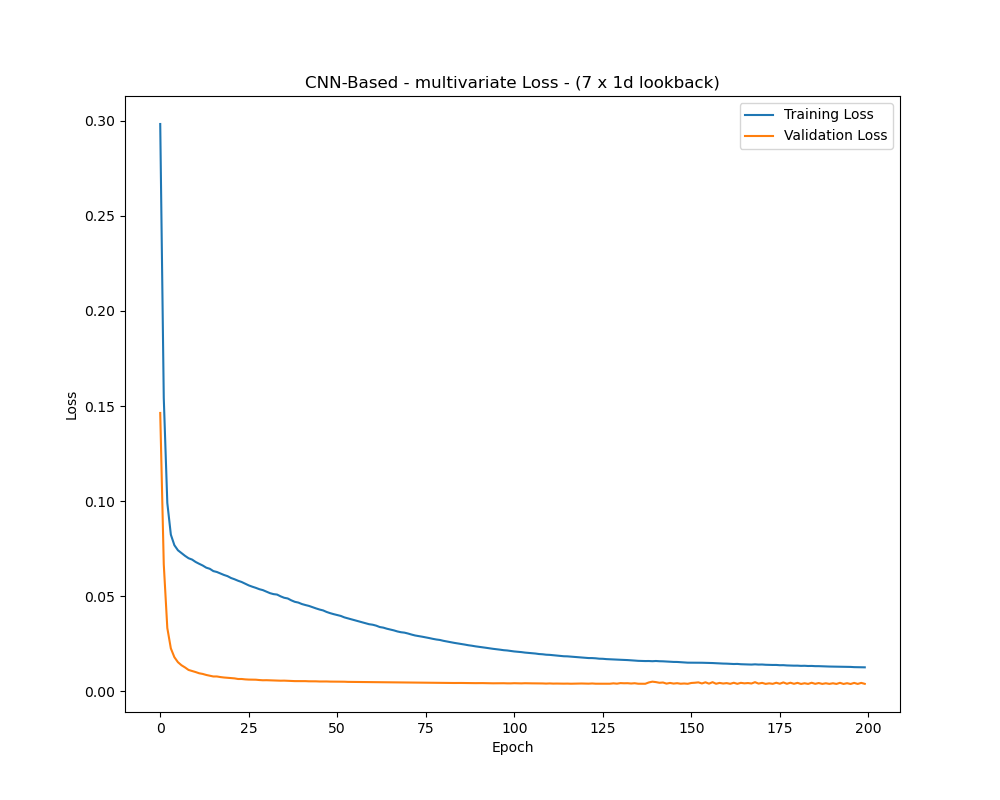 CNN-Based - multivariate Loss - (7 x 1d lookback)
Training Loss
Validation Loss
0.30
0.25
0.20
0.15
0.10
0.05
0.00
Loss
0 25 50 75 100 125 150 175 200
Epoch